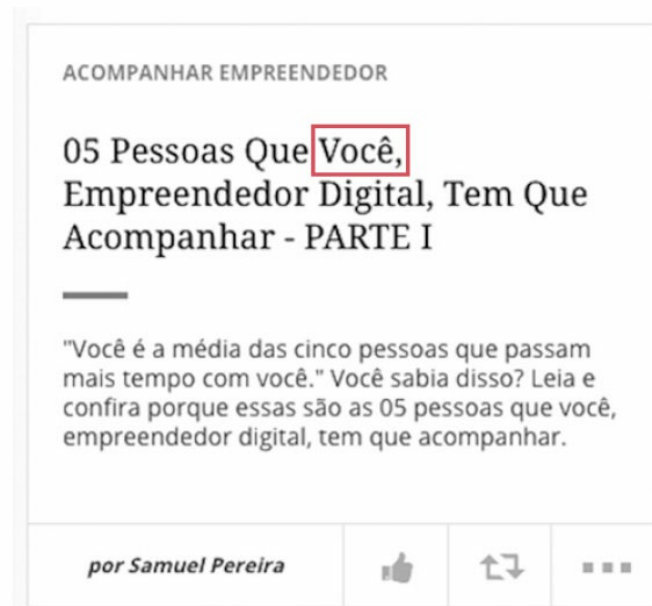 ACOMPANHAR EMPREENDEDOR
05 Pessoas Que Você,
Empreendedor Digital, Tem Que
Acompanhar - PARTE I
"Você é a média das cinco pessoas que passam
mais tempo com você." Você sabia disso? Leia e
confira porque essas são as 05 pessoas que você,
empreendedor digital, tem que acompanhar.
por Samuel Pereira